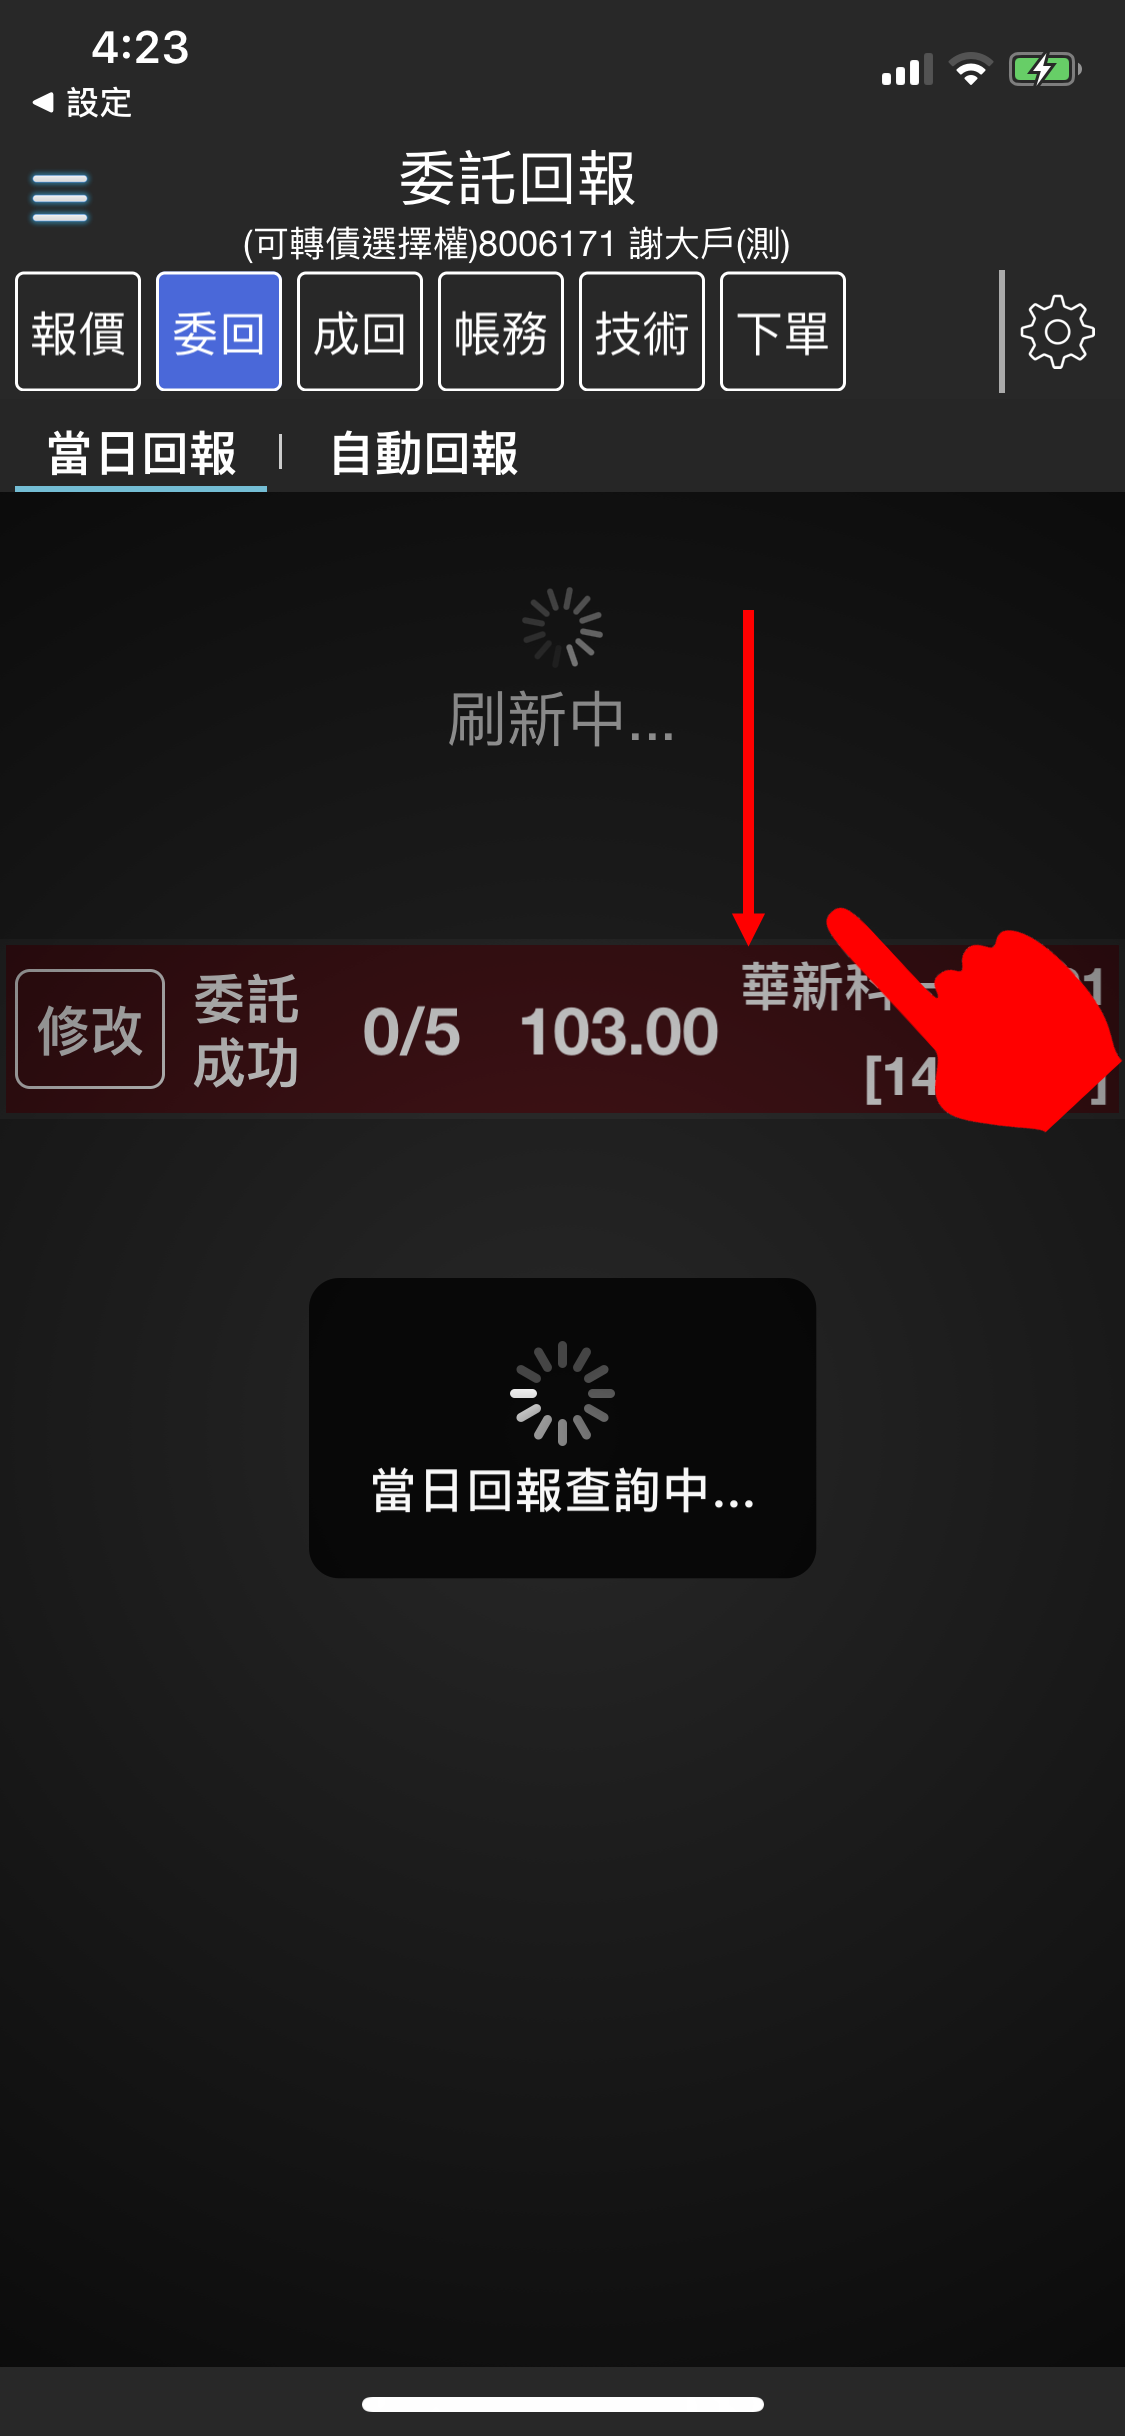 4:23
◀ 設定
委託回報
(可轉債選擇權)8006171 謝大戶(測)
報價 委回 成回 帳務 技術 下單
當日回報 | 自動回報
刷新中...
修改 委託成功 0/5 103.00 華新科
[14 ]
當日回報查詢中...